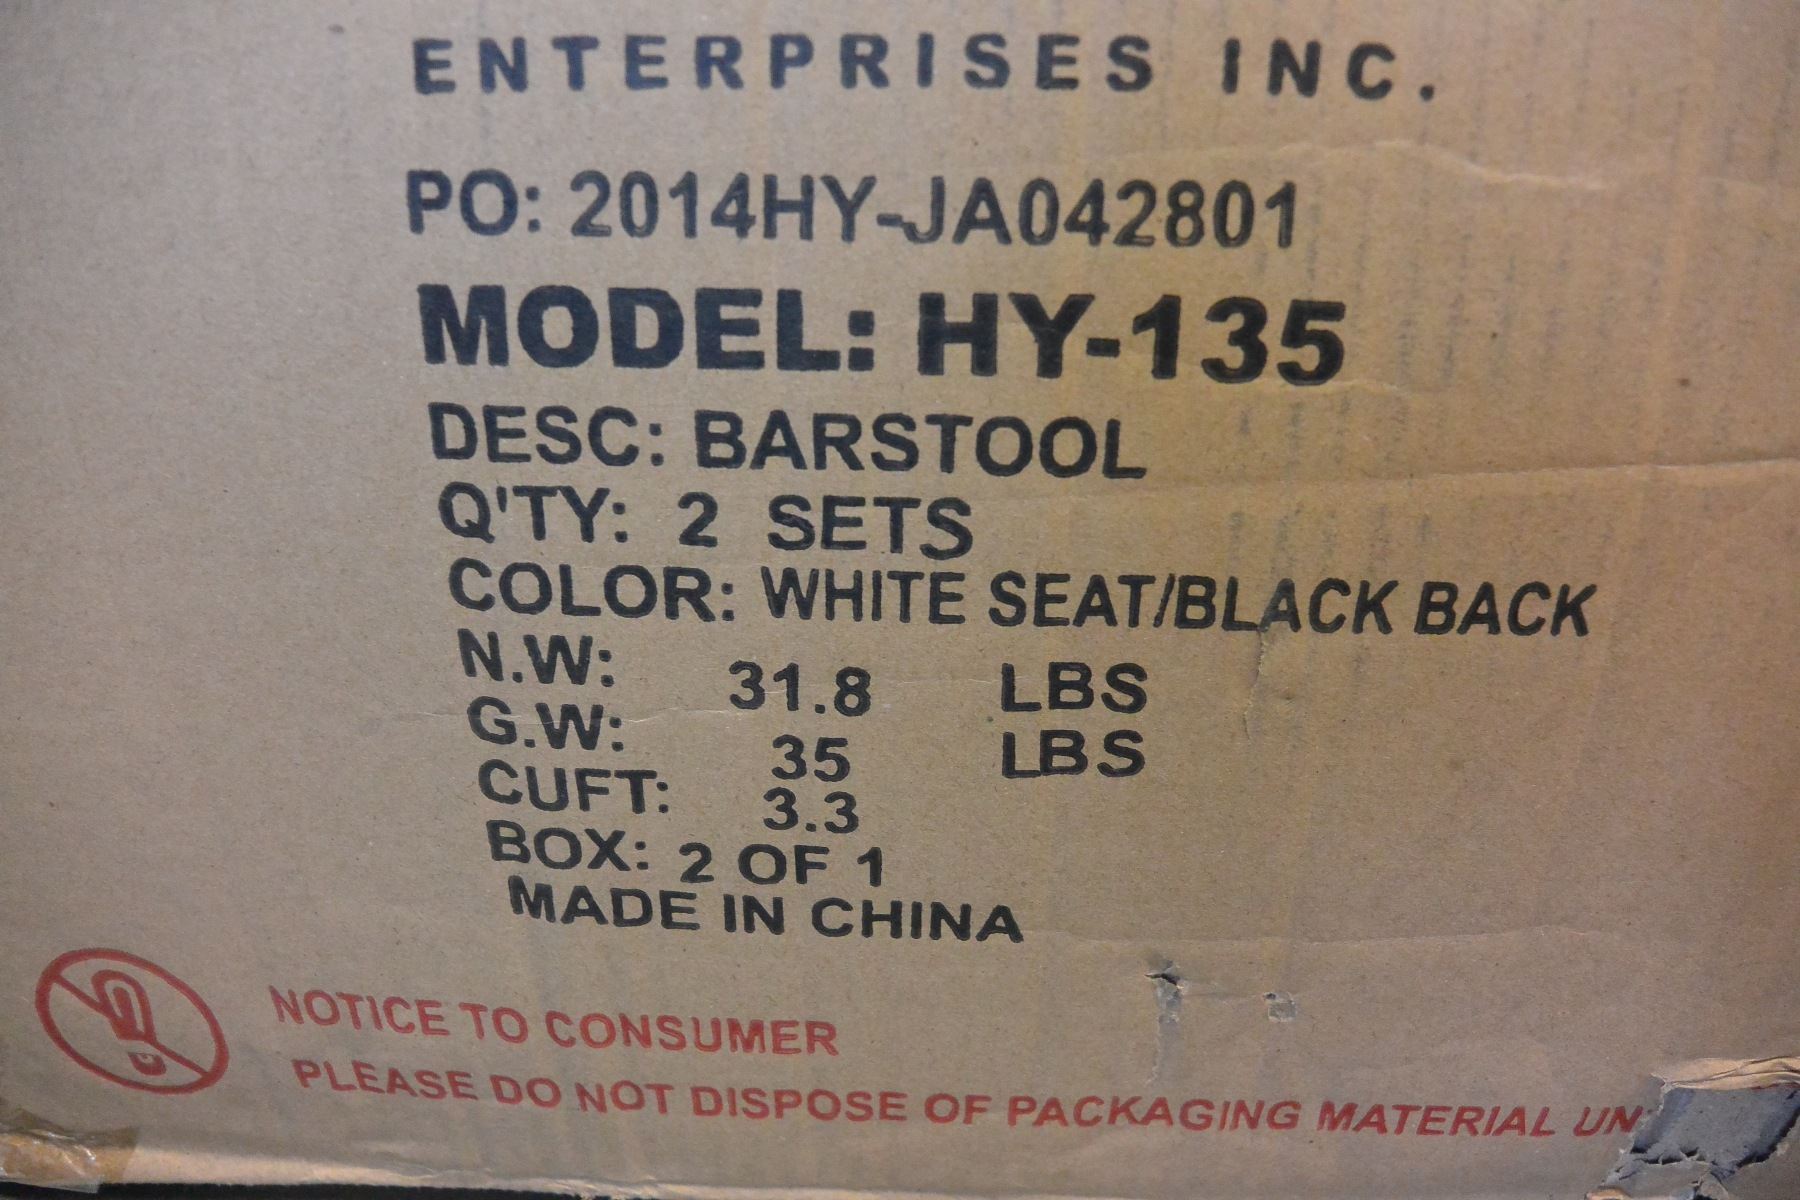 ENTERPRISES INC.
PO: 2014HY-JA042801
MODEL: HY-135
DESC: BARSTOOL
Q'TY: 2 SETS
COLOR: WHITE SEAT/BLACK BACK
N.W: 31.8 LBS
G.W: 35 LBS
CUFT: 3.3
BOX: 2 OF 1
MADE IN CHINA
NOTICE TO CONSUMER
PLEASE DO NOT DISPOSE OF PACKAGING MATERIAL